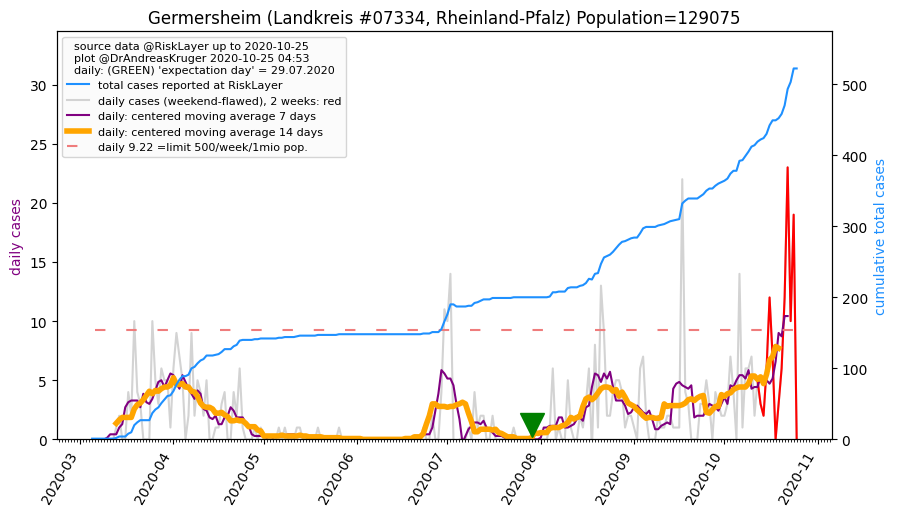 Germersheim (Landkreis #07334, Rheinland-Pfalz) Population=129075
source data @RiskLayer up to 2020-10-25
plot @DrAndreasKruger 2020-10-25 04:53
daily: (GREEN) 'expectation day' = 29.07.2020
total cases reported at RiskLayer
daily cases (weekend-flawed), 2 weeks: red
daily: centered moving average 7 days
daily: centered moving average 14 days
daily 9.22 =limit 500/week/1mio pop.
daily cases
30
25
20
15
10
5
0
cumulative total cases
500
400
300
200
100
0
2020-03
2020-04
2020-05
2020-06
2020-07
2020-08
2020-09
2020-10
2020-11